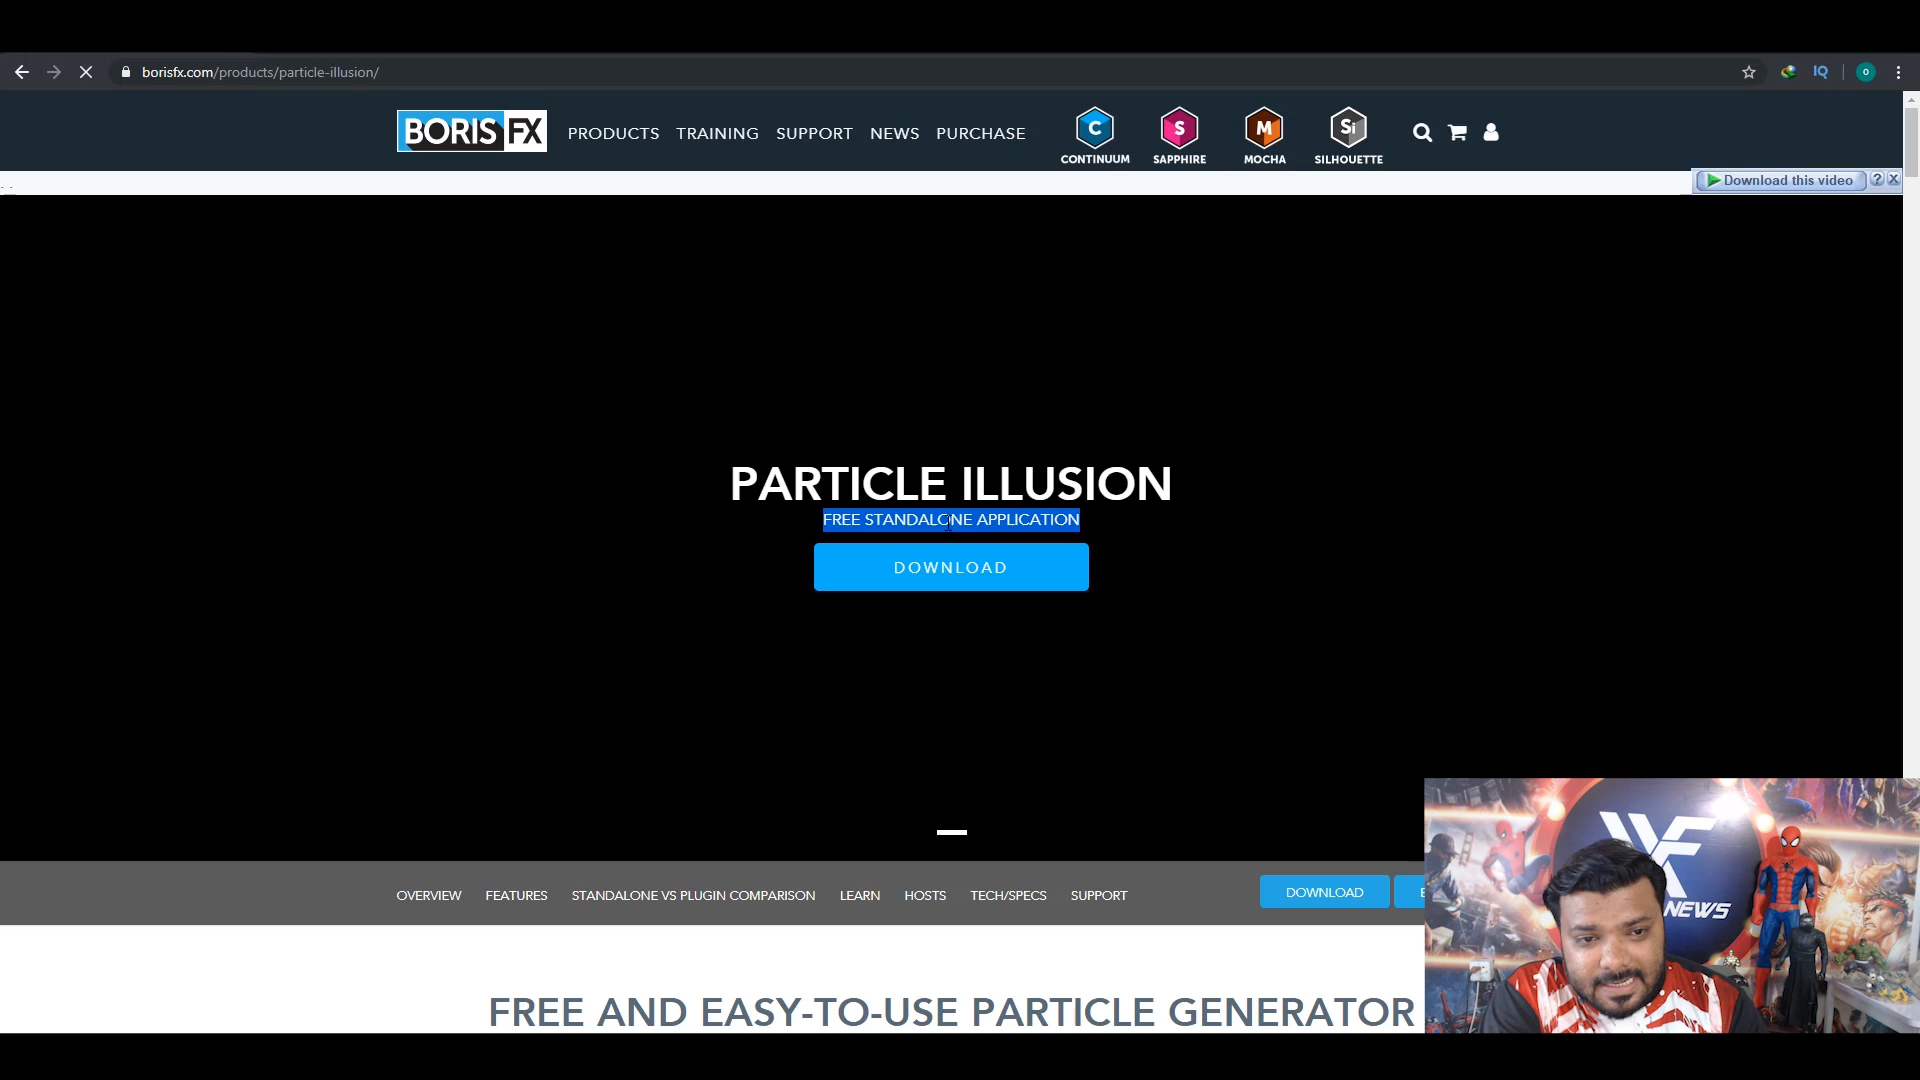 borisfx.com/products/particle-illusion/
IQ
O
BORIS FX
PRODUCTS TRAINING SUPPORT NEWS PURCHASE
C
CONTINUUM
S
SAPPHIRE
M
MOCHA
Si
SILHOUETTE
Download this video
PARTICLE ILLUSION
FREE STANDALONE APPLICATION
DOWNLOAD
OVERVIEW FEATURES STANDALONE VS PLUGIN COMPARISON LEARN HOSTS TECH/SPECS SUPPORT
DOWNLOAD
FREE AND EASY-TO-USE PARTICLE GENERATOR
NEWS